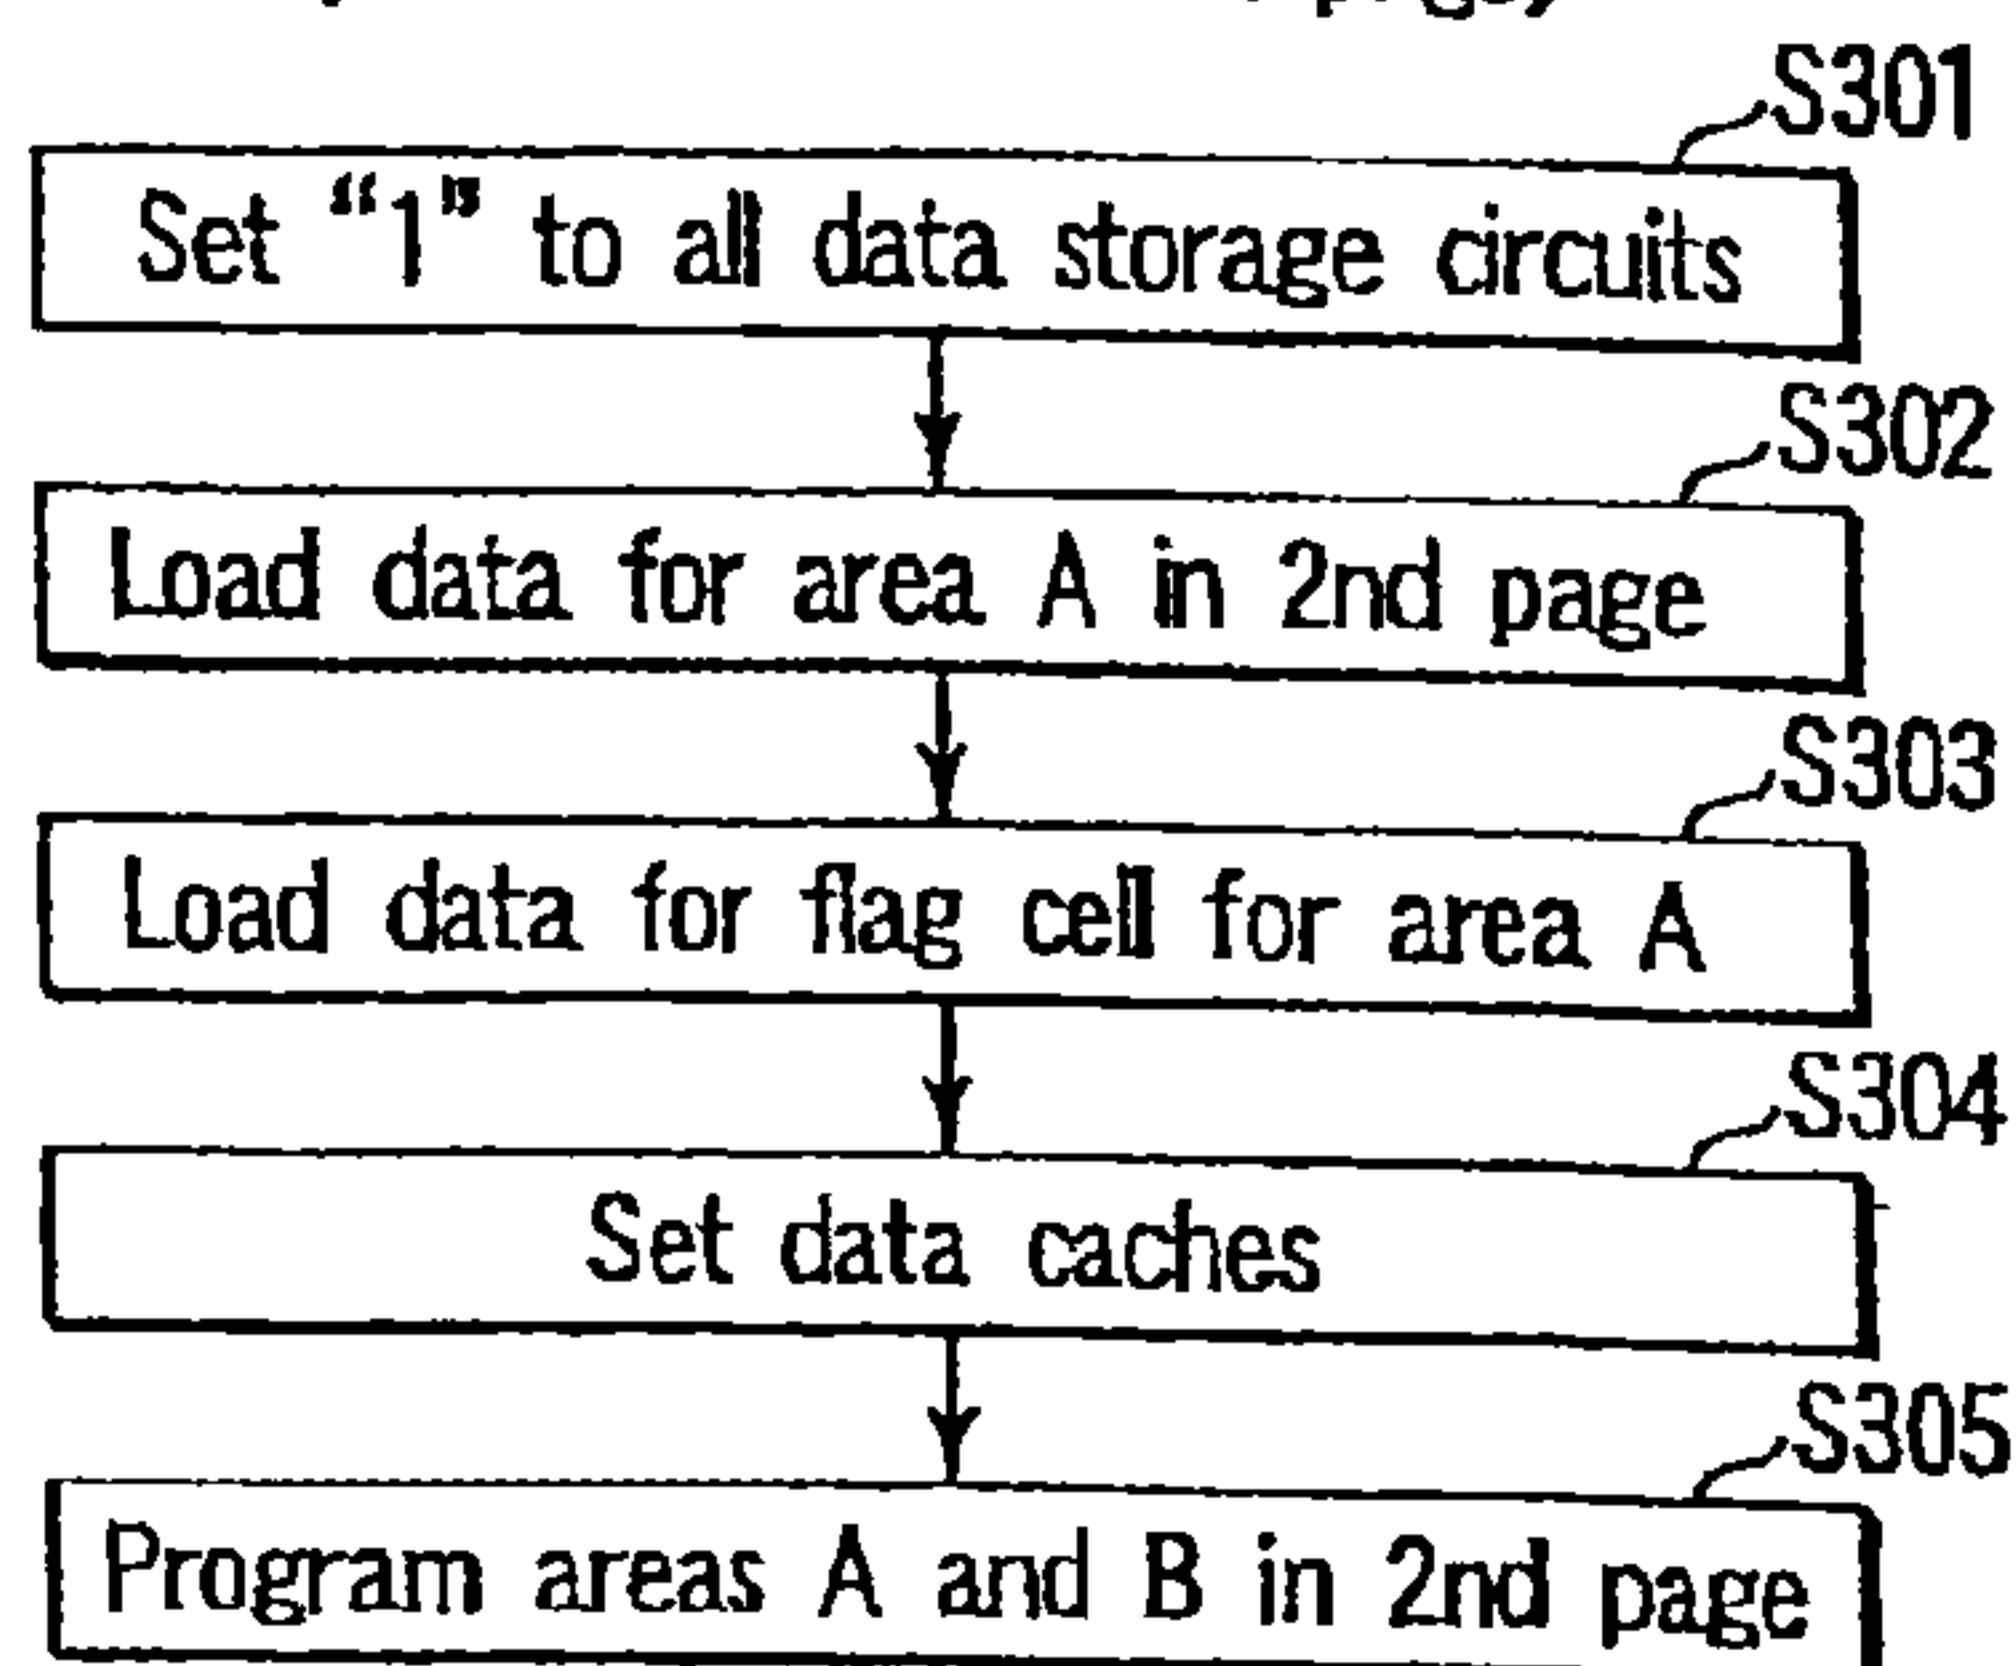 S301
Set “1” to all data storage circuits
S302
Load data for area A in 2nd page
S303
Load data for flag cell for area A
S304
Set data caches
S305
Program areas A and B in 2nd page